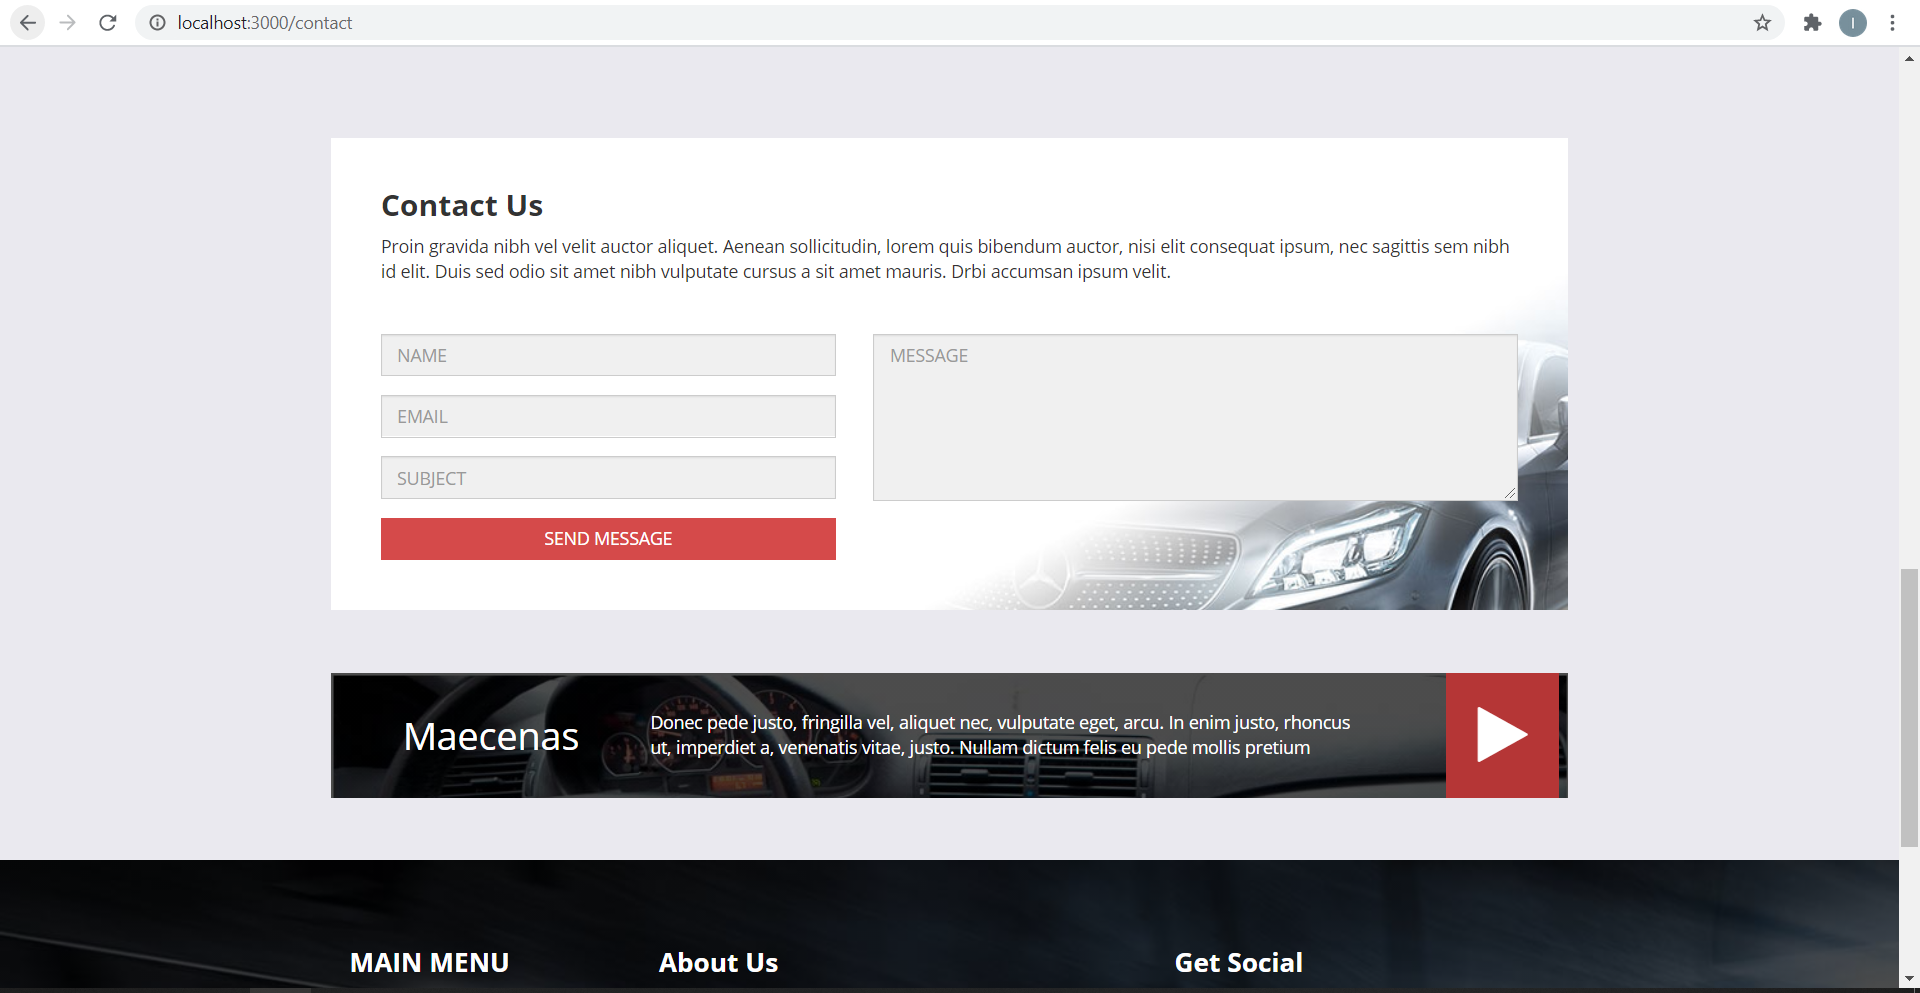 localhost:3000/contact
I
Contact Us
Proin gravida nibh vel velit auctor aliquet. Aenean sollicitudin, lorem quis bibendum auctor, nisi elit consequat ipsum, nec sagittis sem nibh
id elit. Duis sed odio sit amet nibh vulputate cursus a sit amet mauris. Drbi accumsan ipsum velit.
NAME
EMAIL
SUBJECT
SEND MESSAGE
MESSAGE
Maecenas
Donec pede justo, fringilla vel, aliquet nec, vulputate eget, arcu. In enim justo, rhoncus
ut, imperdiet a, venenatis vitae, justo. Nullam dictum felis eu pede mollis pretium
MAIN MENU
About Us
Get Social